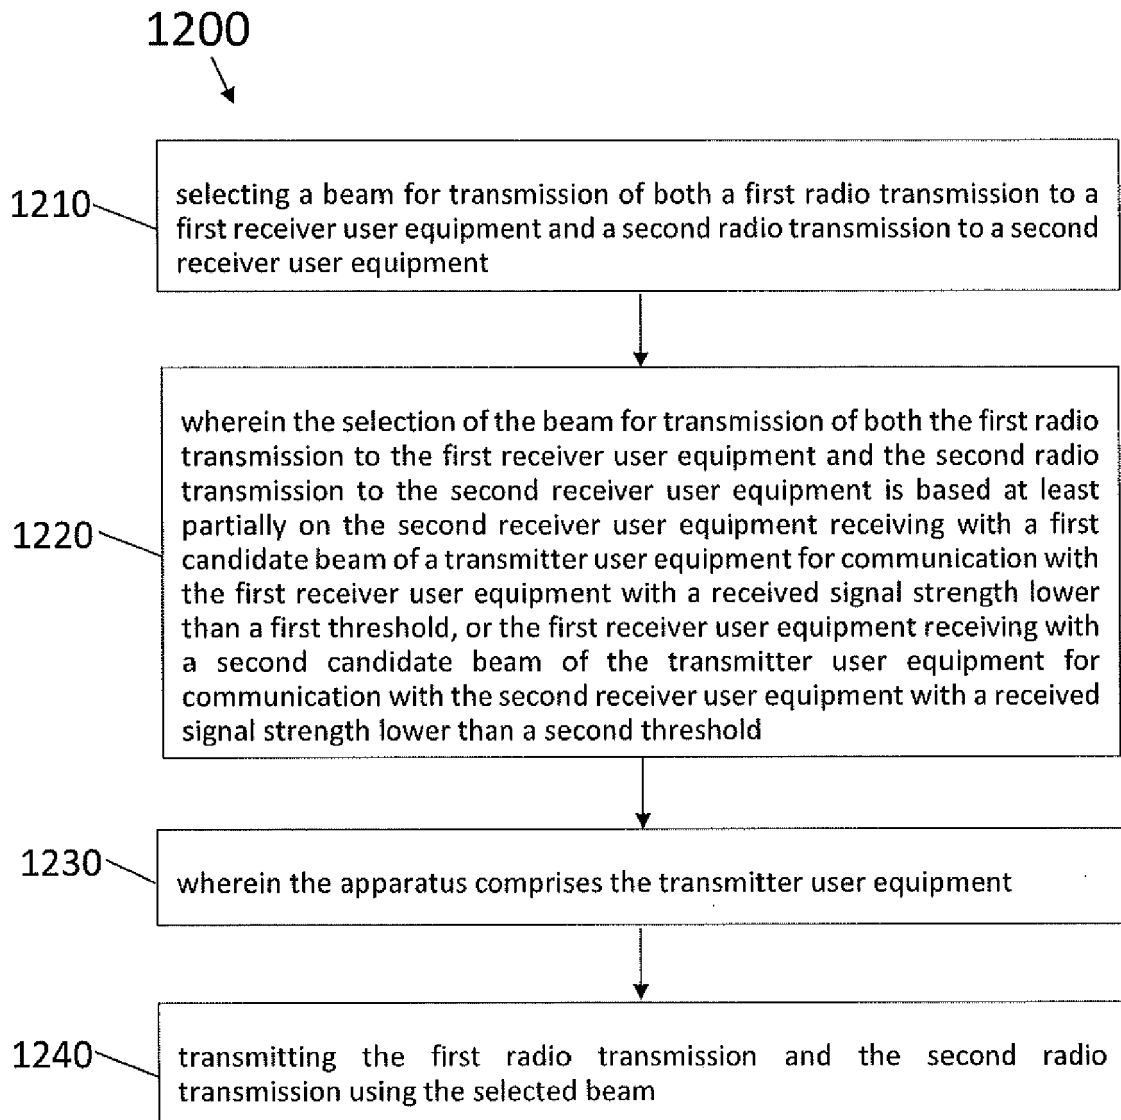 1200
1210
selecting a beam for transmission of both a first radio transmission to a
first receiver user equipment and a second radio transmission to a second
receiver user equipment
1220
wherein the selection of the beam for transmission of both the first radio
transmission to the first receiver user equipment and the second radio
transmission to the second receiver user equipment is based at least
partially on the second receiver user equipment receiving with a first
candidate beam of a transmitter user equipment for communication with
the first receiver user equipment with a received signal strength lower
than a first threshold, or the first receiver user equipment receiving with
a second candidate beam of the transmitter user equipment for
communication with the second receiver user equipment with a received
signal strength lower than a second threshold
1230
wherein the apparatus comprises the transmitter user equipment
1240
transmitting the first radio transmission and the second radio
transmission using the selected beam